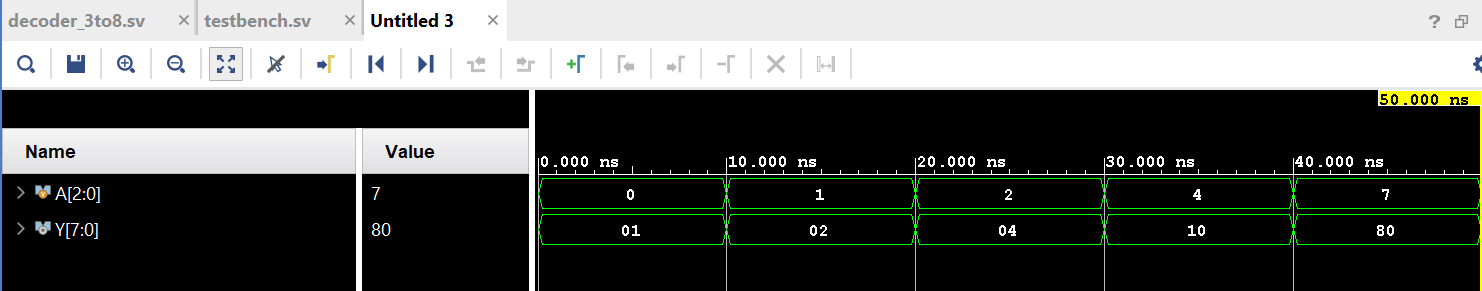 decoder_3to8.sv × testbench.sv × Untitled 3 × ?
50.000 ns
Name Value
0.000 ns 10.000 ns 20.000 ns 30.000 ns 40.000 ns
A[2:0] 7 0 1 2 4 7
Y[7:0] 80 01 02 04 10 80